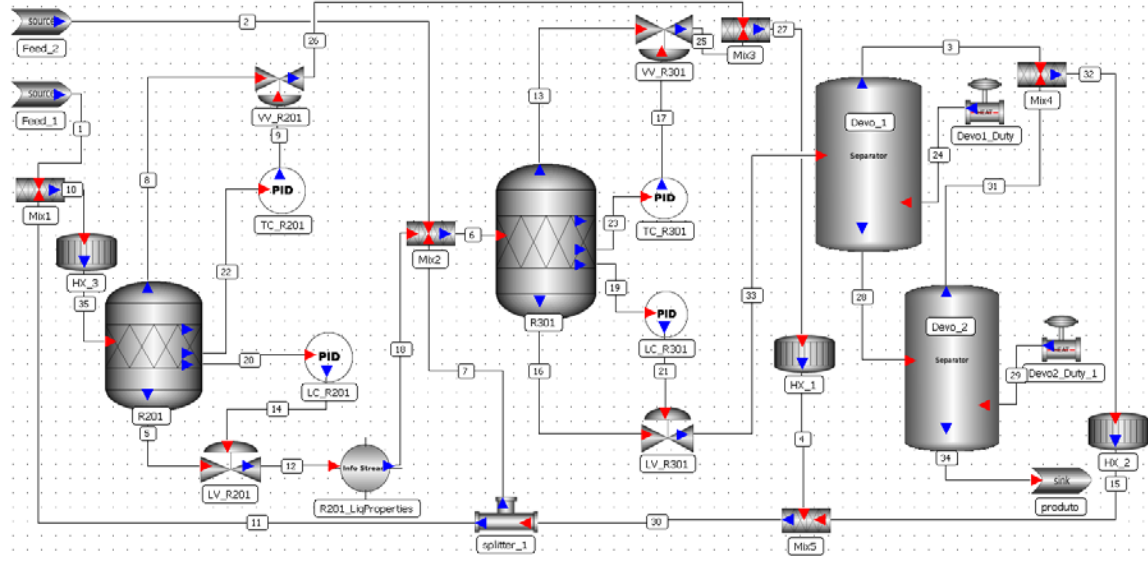 source
2
Feed_2
26
27
25
Mix3
VV_R301
3
32
Mix4
source
Feed_1
1
8
VV_R201
9
13
17
Devo_1
Separator
Devo1_Duty
24
31
10
Mix1
HX_3
35
PID
TC_R201
22
Mix2
6
23
PID
TC_R301
33
R201
20
PID
LC_R201
18
7
R301
19
PID
LC_R301
16
21
28
HX_1
4
Devo_2
Separator
29
Devo2_Duty_1
5
14
LV_R201
12
Info Stream
R201_LiqProperties
LV_R301
34
sink
produto
HX_2
15
11
splitter_1
30
Mix5